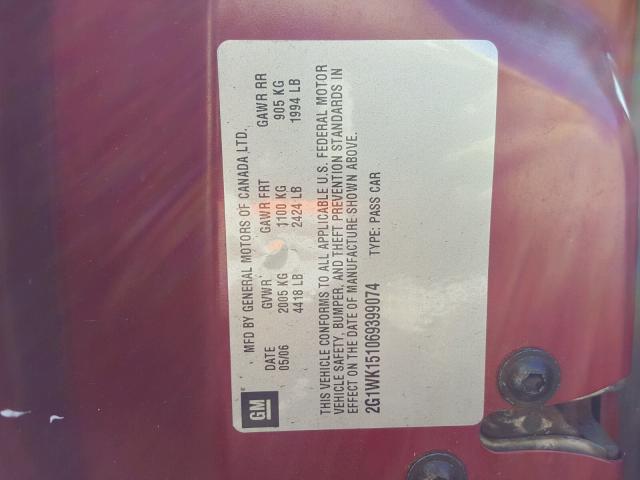 GM
MFD BY GENERAL MOTORS OF CANADA LTD.
DATE GVWR GAWR FRT GAWR RR
05/06 2005 KG 1100 KG 905 KG
4418 LB 2424 LB 1994 LB
THIS VEHICLE CONFORMS TO ALL APPLICABLE U.S. FEDERAL MOTOR
VEHICLE SAFETY, BUMPER, AND THEFT PREVENTION STANDARDS IN
EFFECT ON THE DATE OF MANUFACTURE SHOWN ABOVE.
2G1WK151069399074 TYPE: PASS CAR